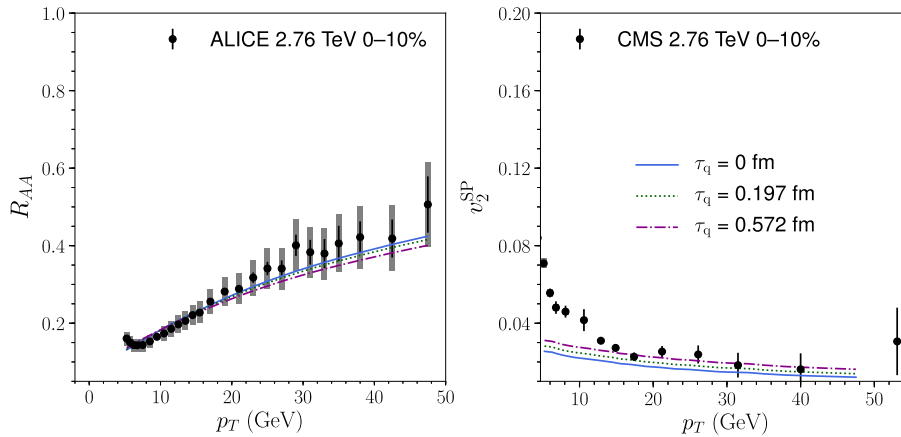 ALICE 2.76 TeV 0–10%
1.0
0.8
0.6
0.4
0.2
R_AA
0 10 20 30 40 50
p_T (GeV)
CMS 2.76 TeV 0–10%
0.20
0.16
0.12
0.08
0.04
v_2^SP
τ_q = 0 fm
τ_q = 0.197 fm
τ_q = 0.572 fm
10 20 30 40 50
p_T (GeV)